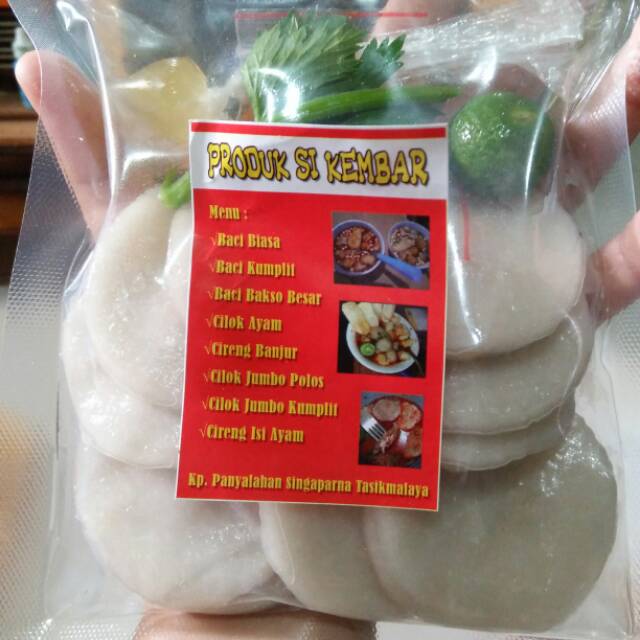 PRODUK SI KEMBAR
Menu :
√Baci Biasa
√Baci Kumplit
√Baci Bakso Besar
√Cilok Ayam
√Cireng Banjur
√Cilok Jumbo Polos
√Cilok Jumbo Kumplit
√Cireng Isi Ayam
Kp. Panyalahan Singaparna Tasikmalaya